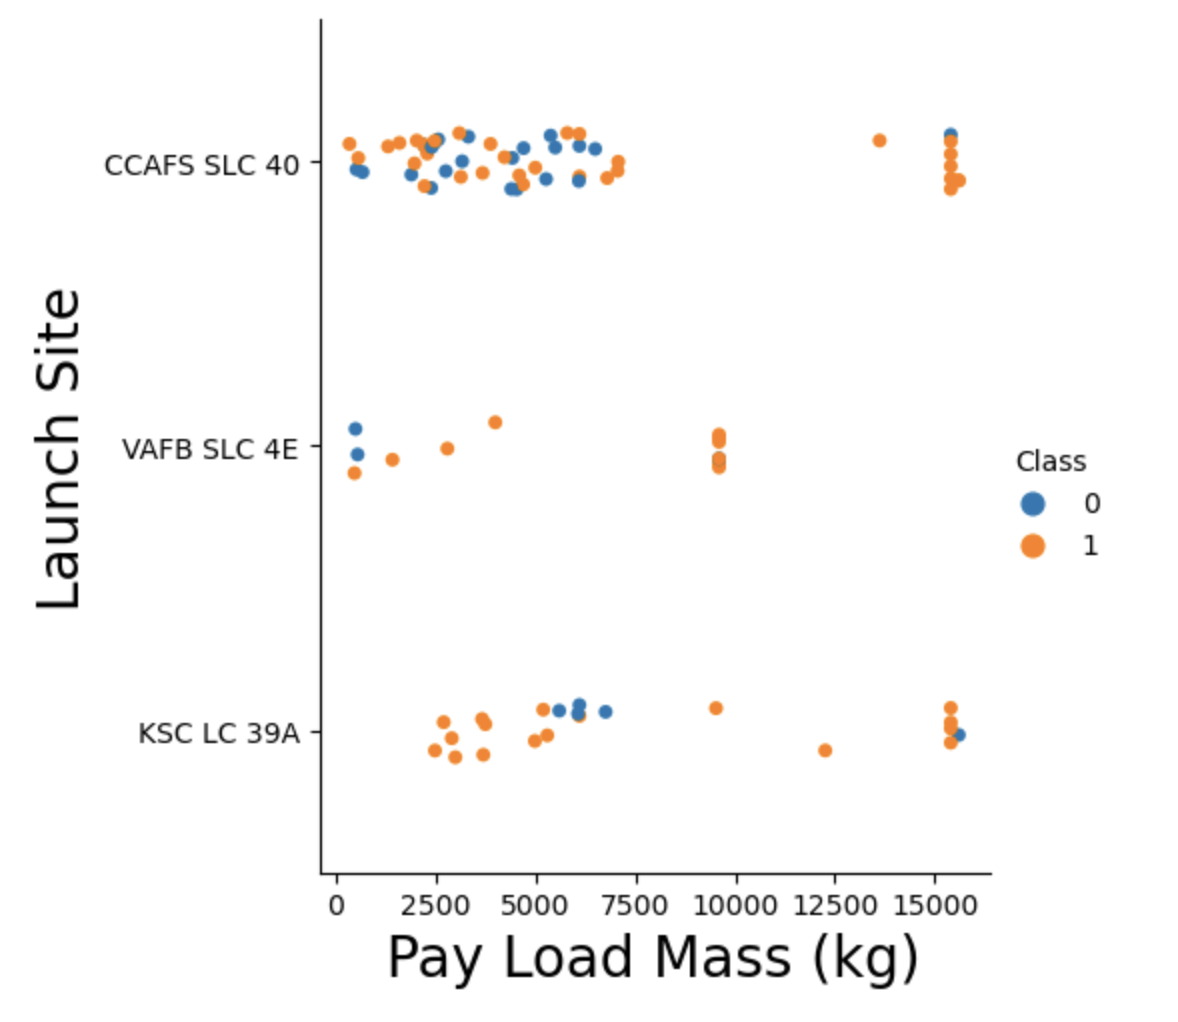 CCAFS SLC 40
VAFB SLC 4E
KSC LC 39A
Launch Site
0 2500 5000 7500 10000 12500 15000
Pay Load Mass (kg)
Class
0
1